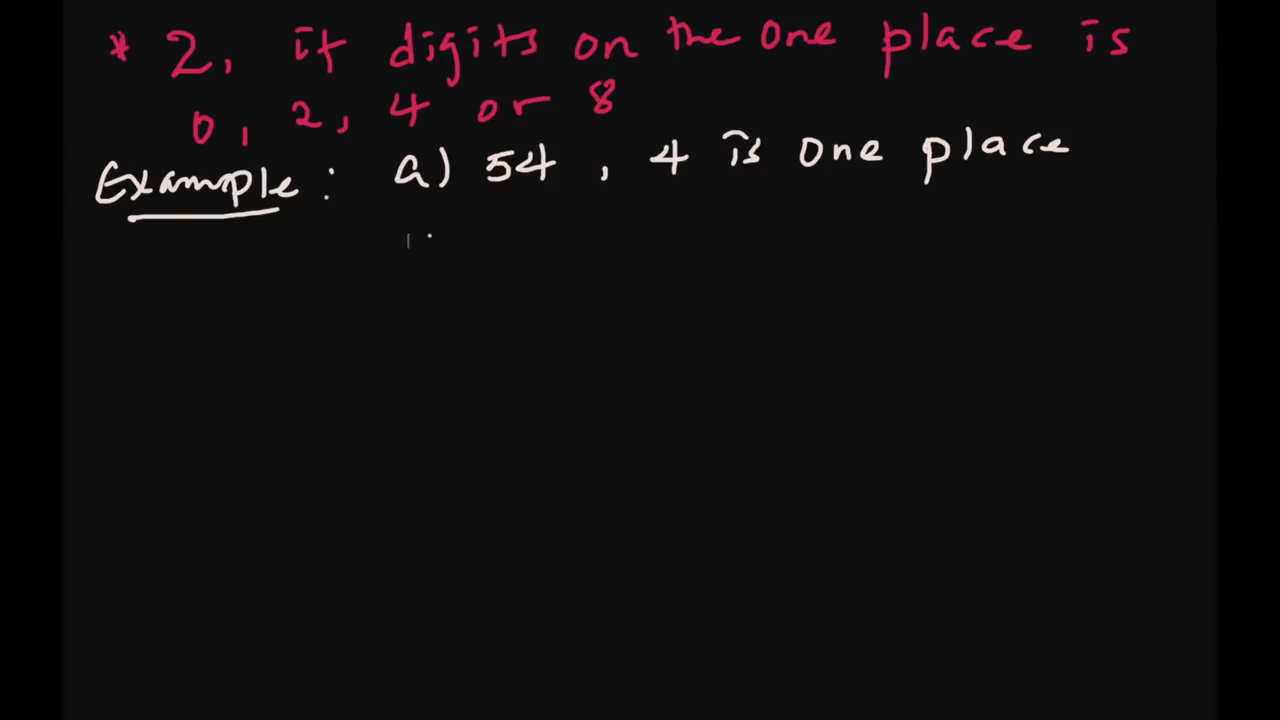 * 2, if digits on the one place is
0, 2, 4 or 8
Example: a) 54, 4 is one place